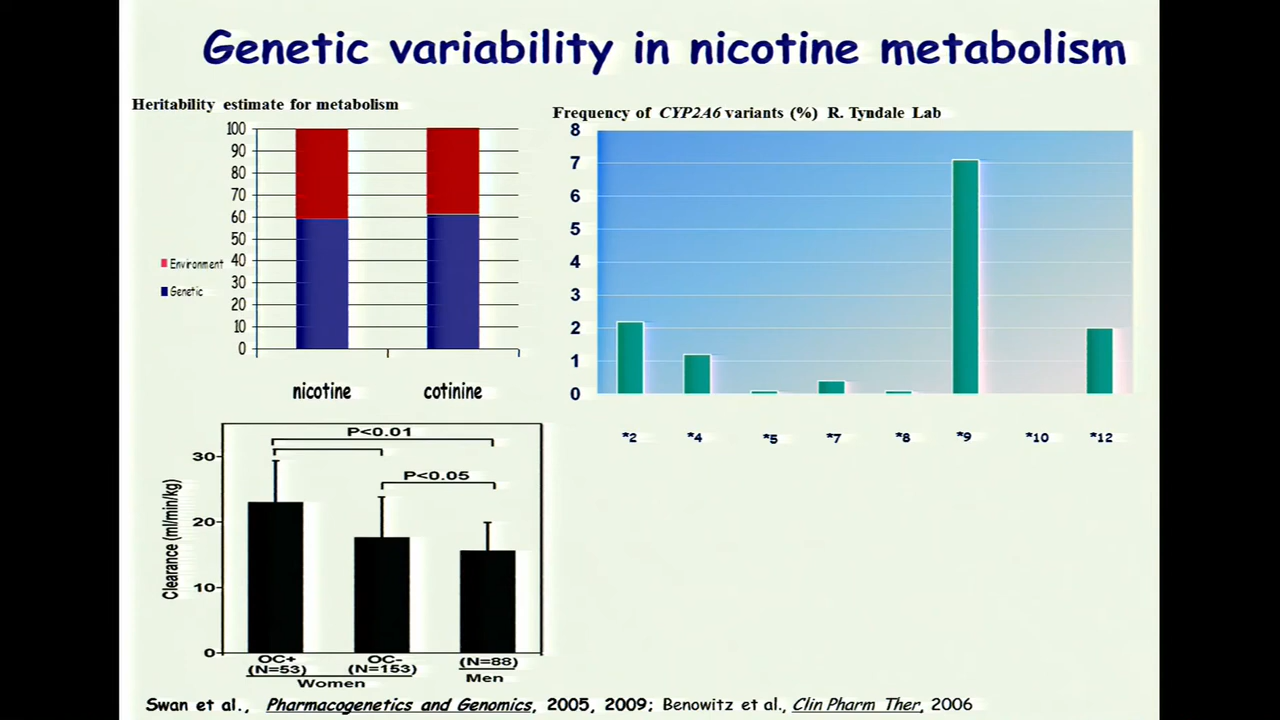 Genetic variability in nicotine metabolism
Heritability estimate for metabolism
100
90
80
70
60
50
40
30
20
10
0
Environment
Genetic
nicotine
cotinine
Frequency of CYP2A6 variants (%) R. Tyndale Lab
8
7
6
5
4
3
2
1
0
*2 *4 *5 *7 *8 *9 *10 *12
P<0.01
P<0.05
Clearance (ml/min/kg)
30
20
10
0
OC+ OC-
(N=53) (N=153) (N=88)
Women Men
Swan et al., Pharmacogenetics and Genomics, 2005, 2009; Benowitz et al., Clin Pharm Ther, 2006